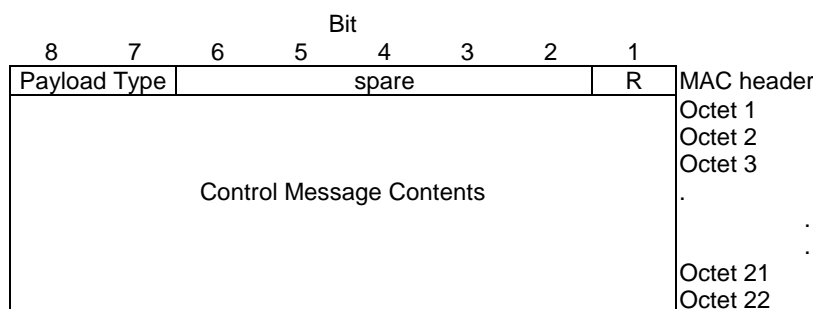 Bit
8 7 6 5 4 3 2 1
Payload Type spare R MAC header
Octet 1
Octet 2
Octet 3
Control Message Contents .
.
.
Octet 21
Octet 22